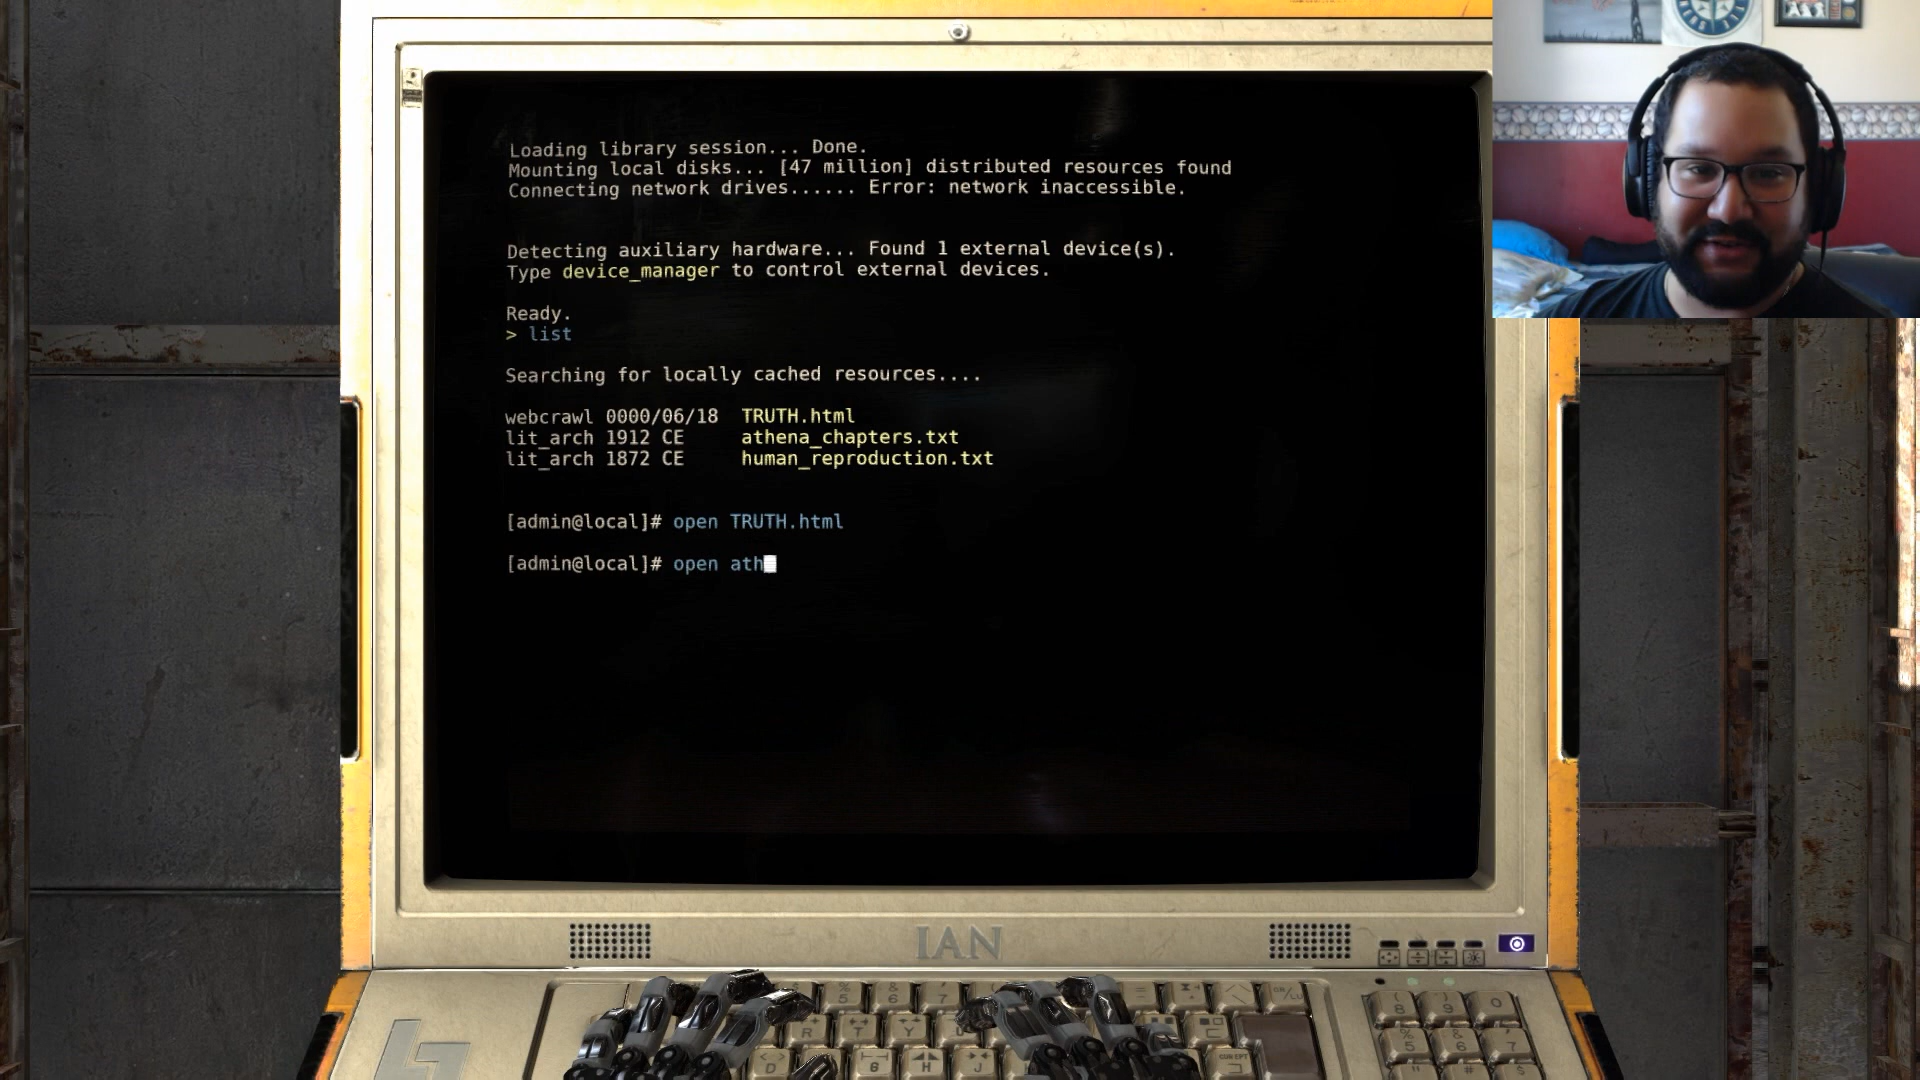 Loading library session... Done.
Mounting local disks... [47 million] distributed resources found
Connecting network drives...... Error: network inaccessible.
Detecting auxiliary hardware... Found 1 external device(s).
Type device_manager to control external devices.
Ready.
> list
Searching for locally cached resources....
webcrawl 0000/06/18 TRUTH.html
lit_arch 1912 CE athena_chapters.txt
lit_arch 1872 CE human_reproduction.txt
[admin@local]# open TRUTH.html
[admin@local]# open ath
IAN